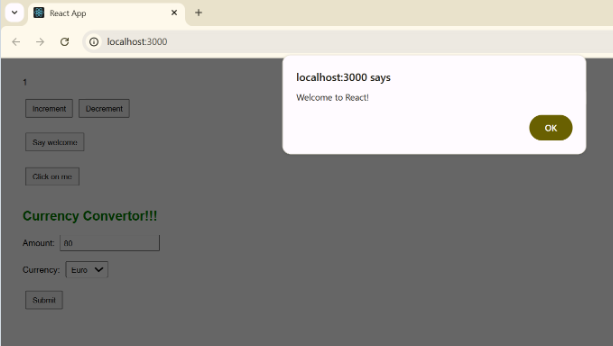 React App
localhost:3000
localhost:3000 says
Welcome to React!
OK
1
Increment Decrement
Say welcome
Click on me
Currency Convertor!!!
Amount: 80
Currency: Euro
Submit